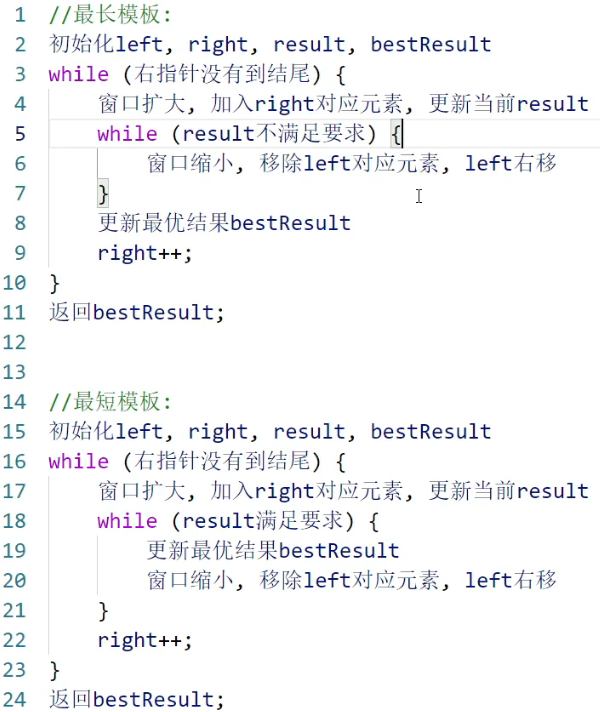 1 //最长模板:
2 初始化left, right, result, bestResult
3 while (右指针没有到结尾) {
4 窗口扩大, 加入right对应元素, 更新当前result
5 while (result不满足要求) {
6 窗口缩小, 移除left对应元素, left右移
7 }
8 更新最优结果bestResult
9 right++;
10 }
11 返回bestResult;
12
13
14 //最短模板:
15 初始化left, right, result, bestResult
16 while (右指针没有到结尾) {
17 窗口扩大, 加入right对应元素, 更新当前result
18 while (result满足要求) {
19 更新最优结果bestResult
20 窗口缩小, 移除left对应元素, left右移
21 }
22 right++;
23 }
24 返回bestResult;